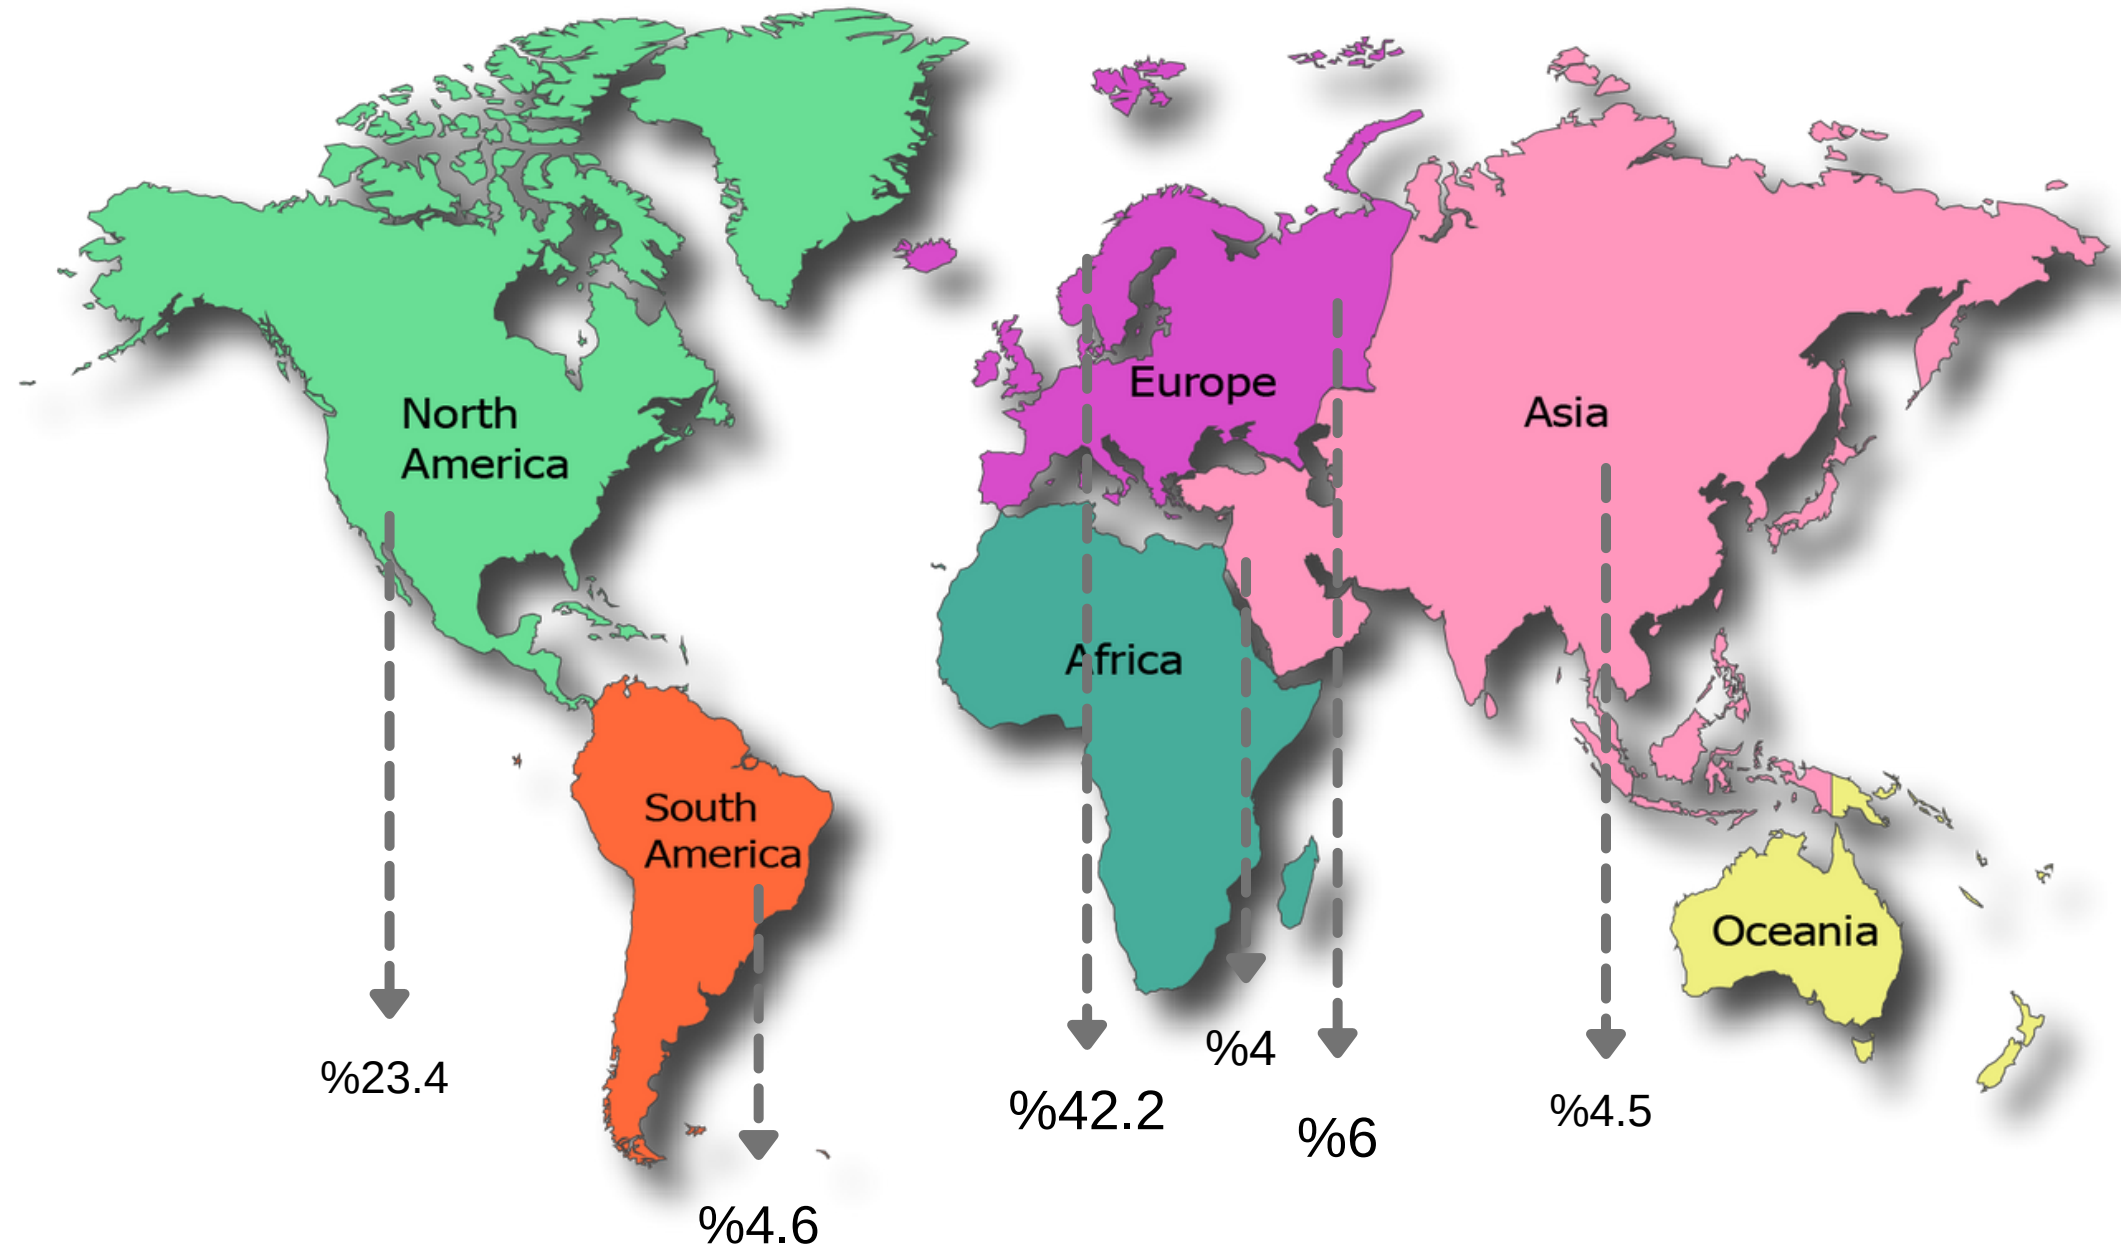 North
America
Europe
Asia
Africa
South
America
Oceania
%23.4
%4
%42.2
%6
%4.5
%4.6